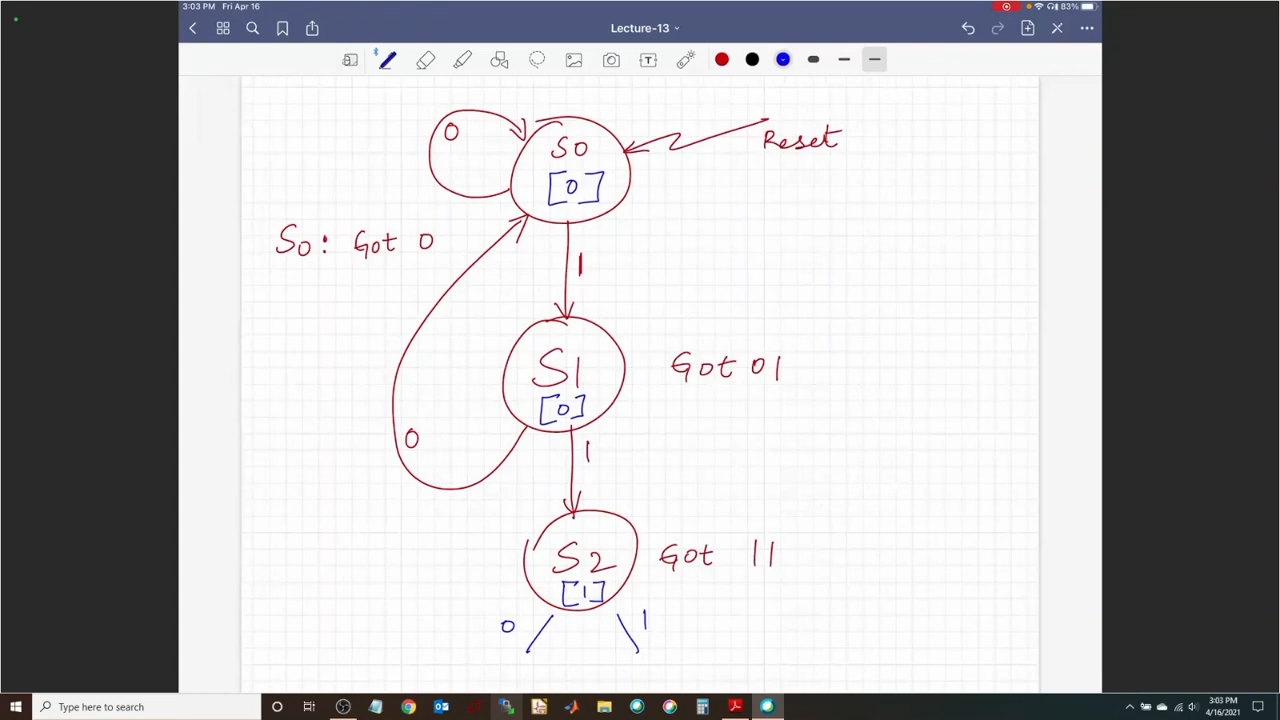 3:03 PM Fri Apr 16
83%
Lecture-13
T
0
S0
[0]
Reset
S0: Got 0
1
S1
[0]
Got 01
0
1
S2
[1]
Got 11
0
1
Type here to search
3:03 PM
4/16/2021